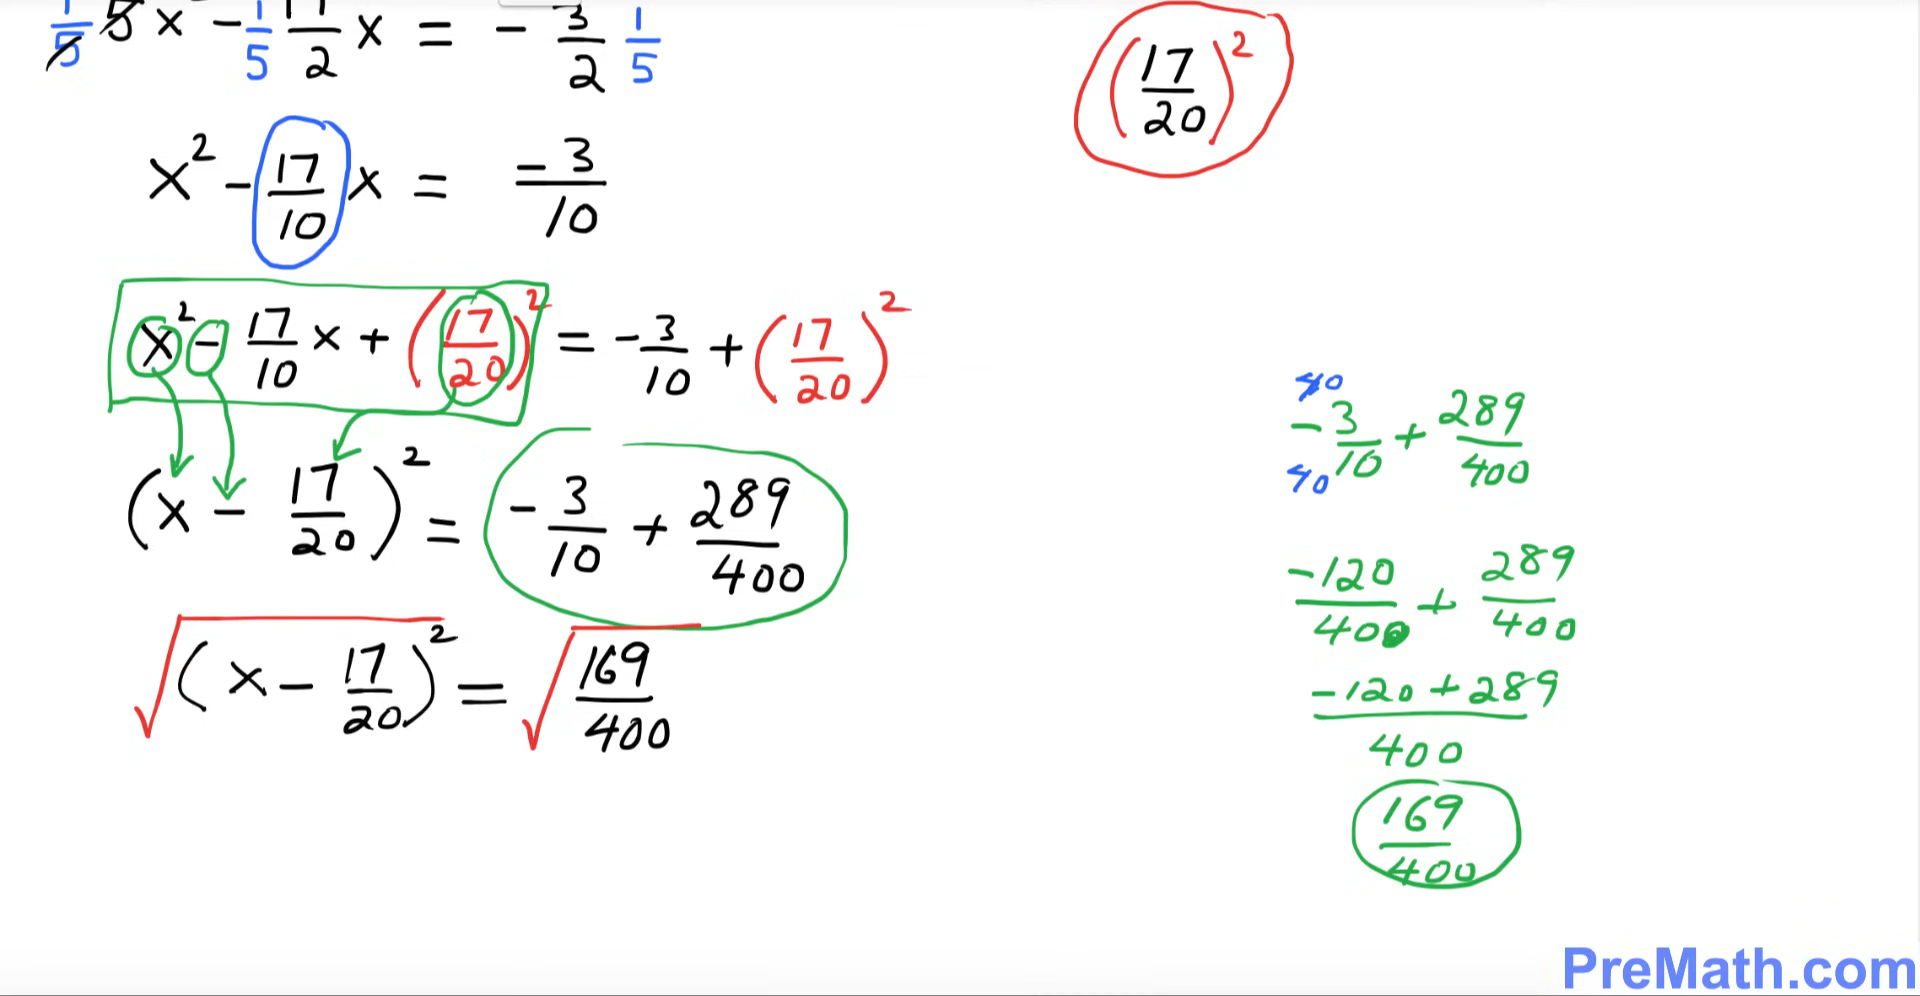 1/5 5x² - 1/5 17/2 x = - 3/2 1/5
(17/20)²
x² - 17/10 x = -3/10
x² - 17/10 x + (17/20)² = - 3/10 + (17/20)²
(x - 17/20)² = - 3/10 + 289/400
√(x - 17/20)² = √169/400
40 40
- 3/10 + 289/400
-120/400 + 289/400
-120 + 289/400
169/400
PreMath.com